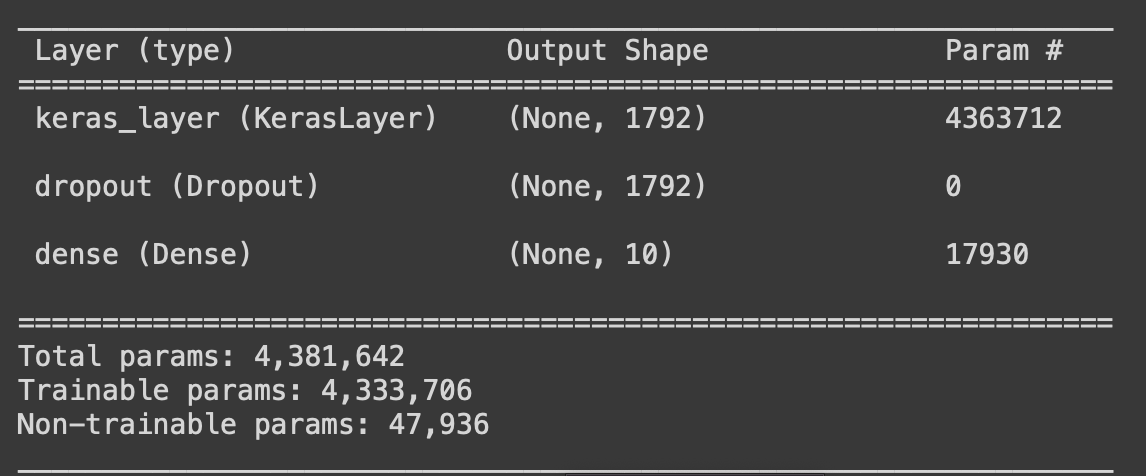 Layer (type) Output Shape Param #
=================================================================
keras_layer (KerasLayer) (None, 1792) 4363712
dropout (Dropout) (None, 1792) 0
dense (Dense) (None, 10) 17930
=================================================================
Total params: 4,381,642
Trainable params: 4,333,706
Non-trainable params: 47,936